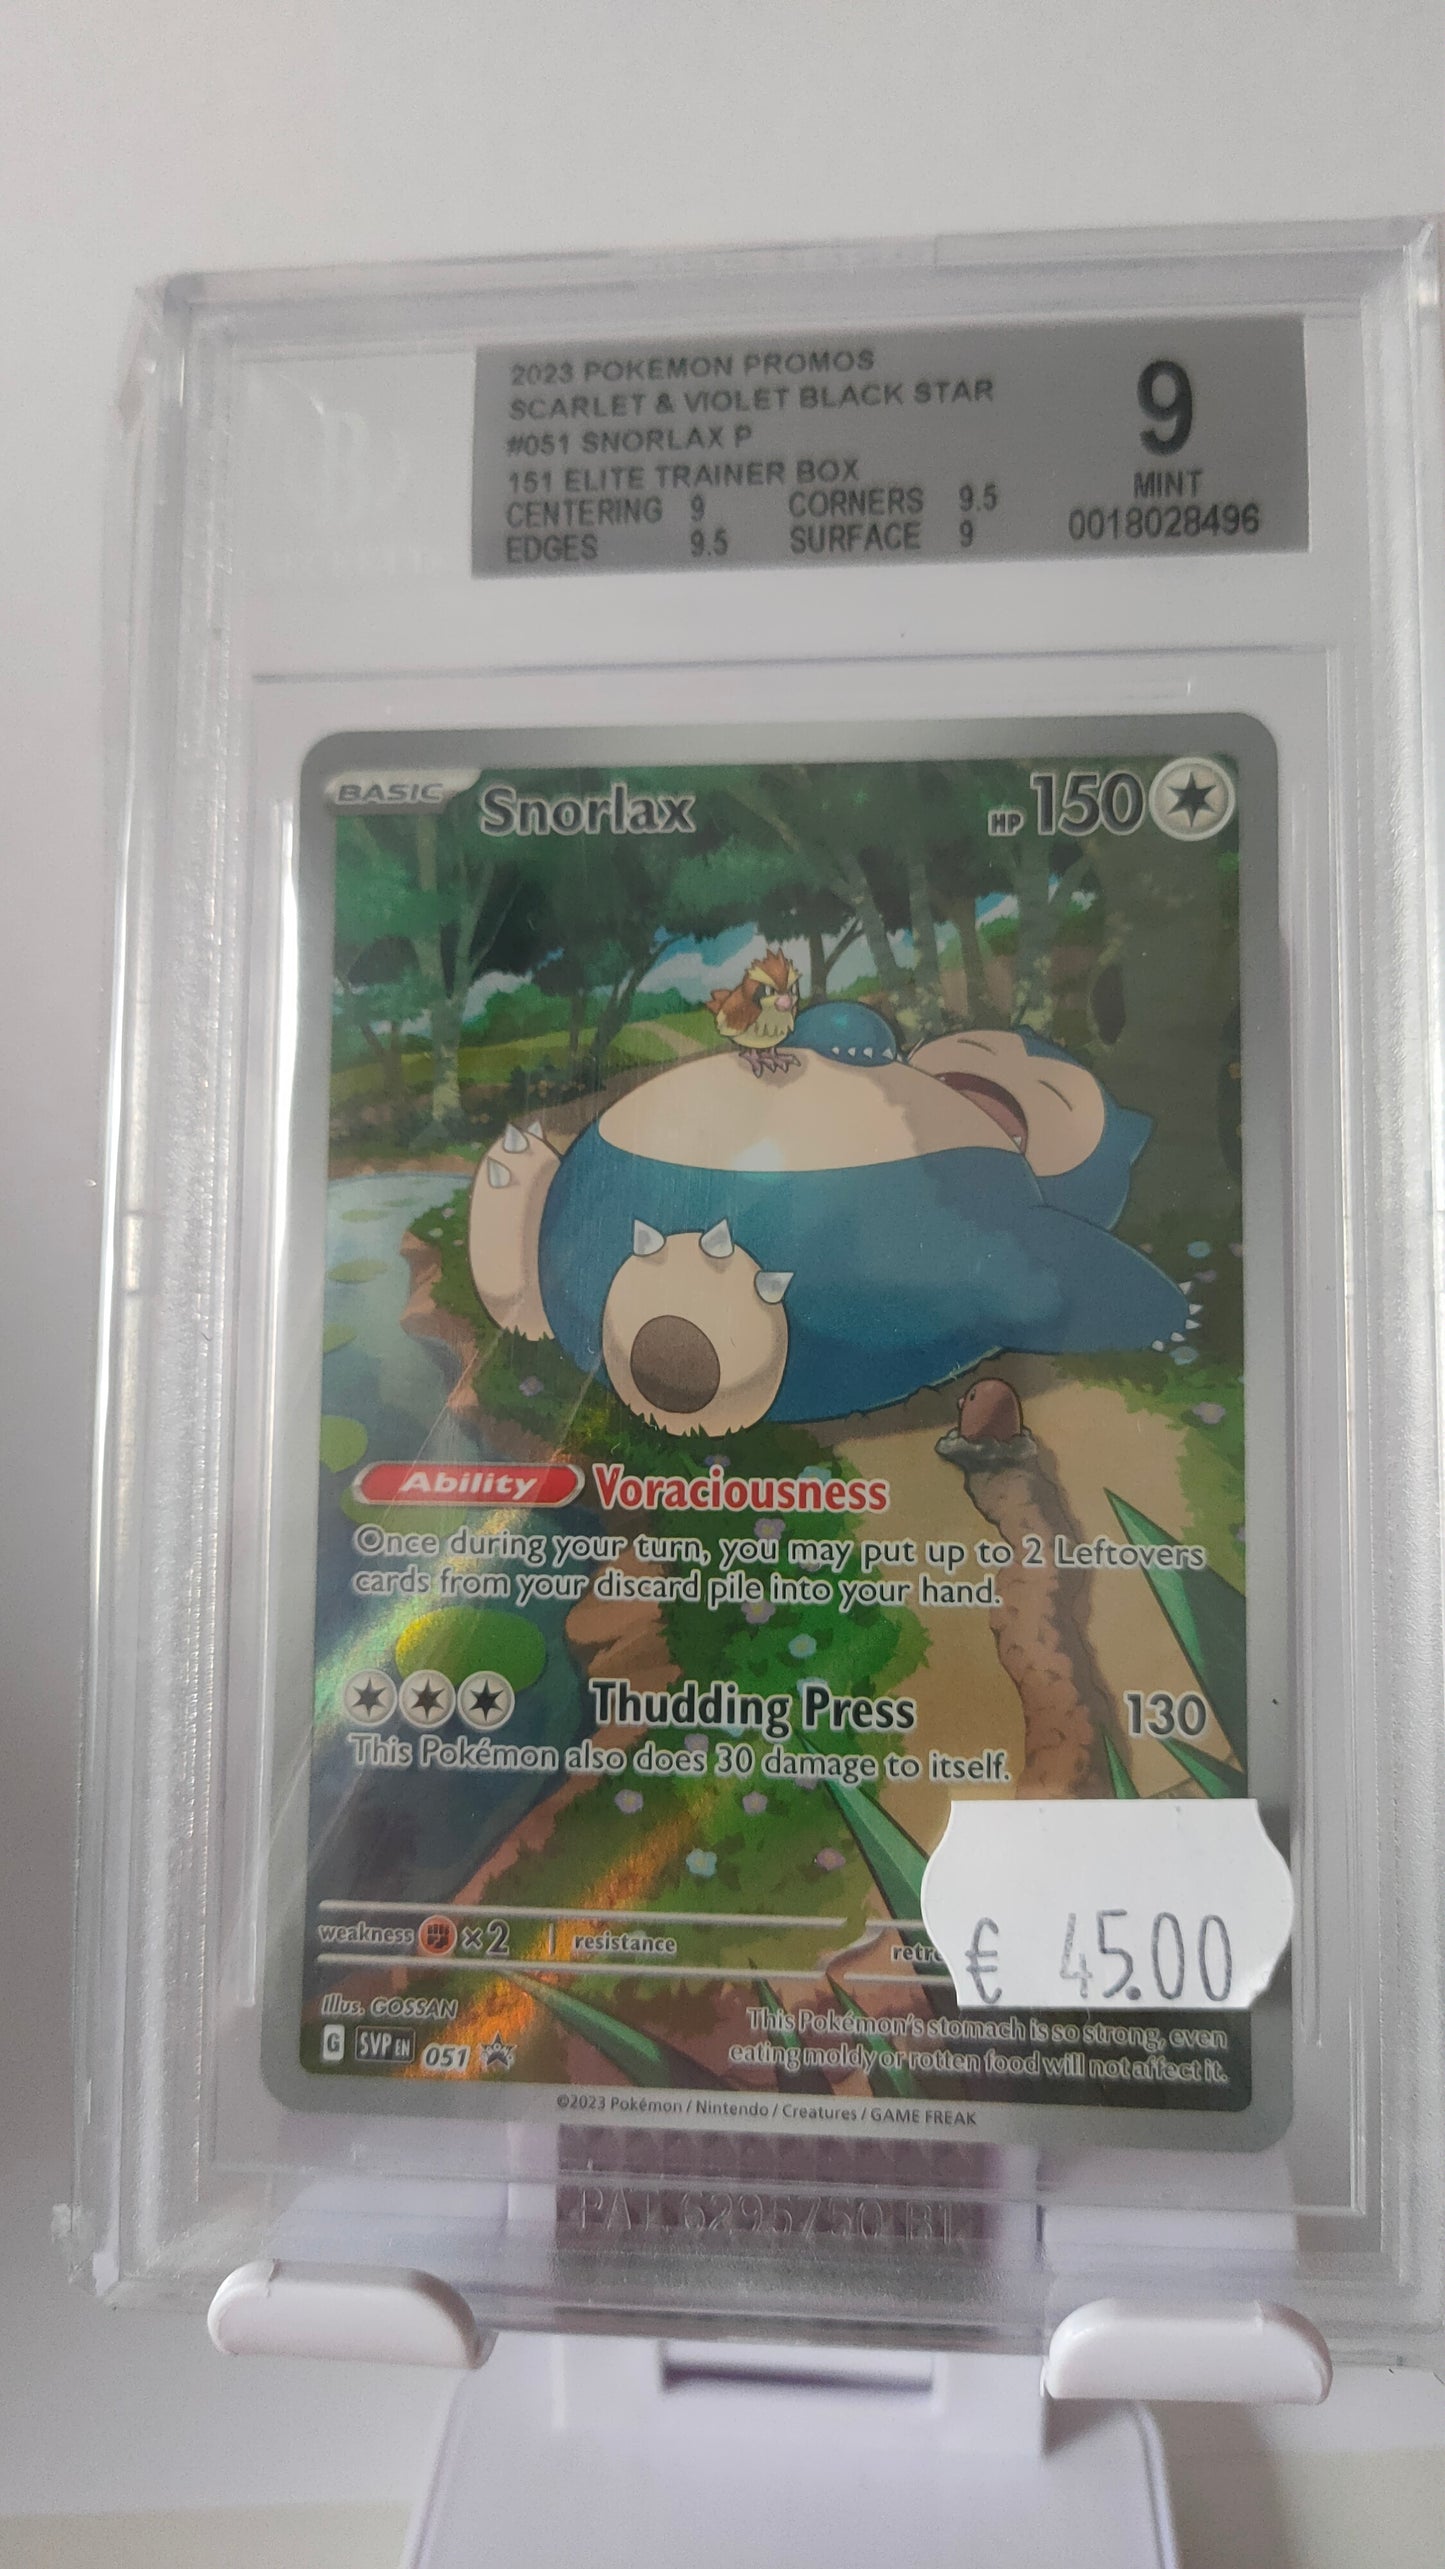 2023 POKEMON PROMOS
SCARLET & VIOLET BLACK STAR
#051 SNORLAX P
151 ELITE TRAINER BOX
CENTERING 9 CORNERS 9.5
EDGES 9.5 SURFACE 9
9
MINT
0018028496
BASIC Snorlax HP 150
Ability Voraciousness
Once during your turn, you may put up to 2 Leftovers
cards from your discard pile into your hand.
Thudding Press 130
This Pokémon also does 30 damage to itself.
weakness ×2 resistance
€ 45.00
Illus. GOSSAN
G SVP EN 051
This Pokémon's stomach is so strong, even
eating moldy or rotten food will not affect it.
©2023 Pokémon / Nintendo / Creatures / GAME FREAK
PAT. 6295750 B1